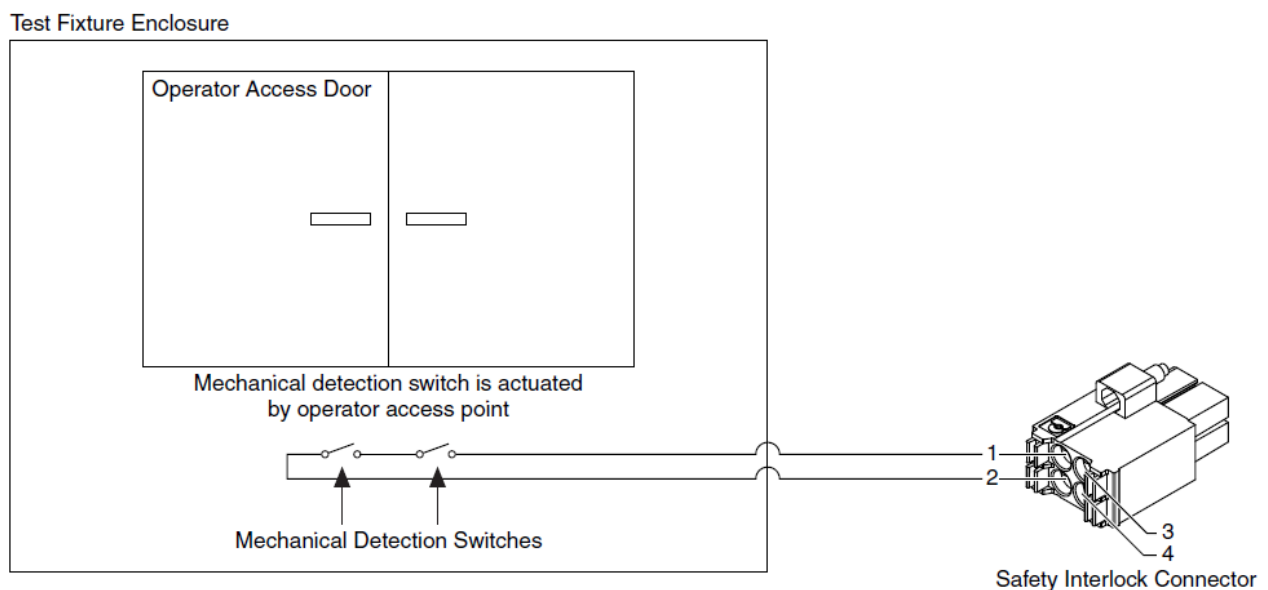 Test Fixture Enclosure
Operator Access Door
Mechanical detection switch is actuated
by operator access point
1
2
Mechanical Detection Switches
3
4
Safety Interlock Connector